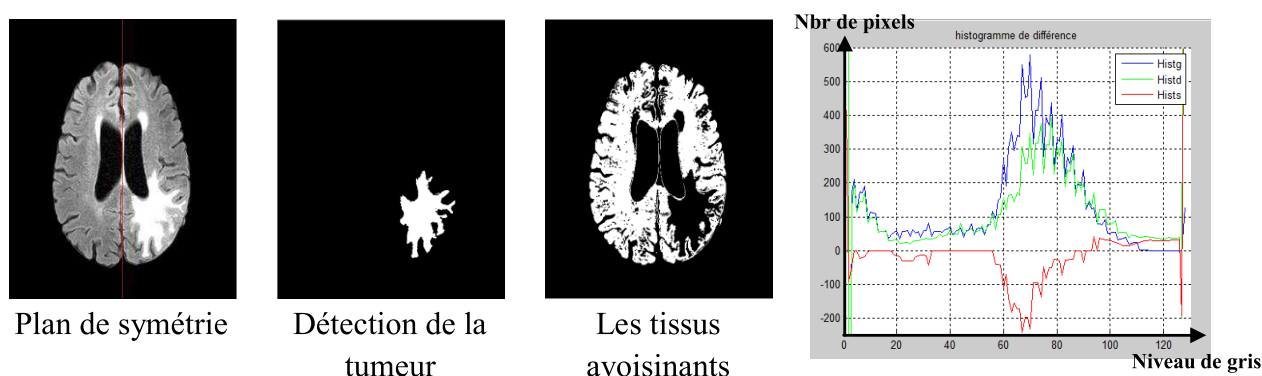 Plan de symétrie
Détection de la
tumeur
Les tissus
avoisinants
Nbr de pixels
histogramme de différence
Histg
Histd
Hists
600
500
400
300
200
100
0
-100
-200
0
20
40
60
80
100
120
Niveau de gris